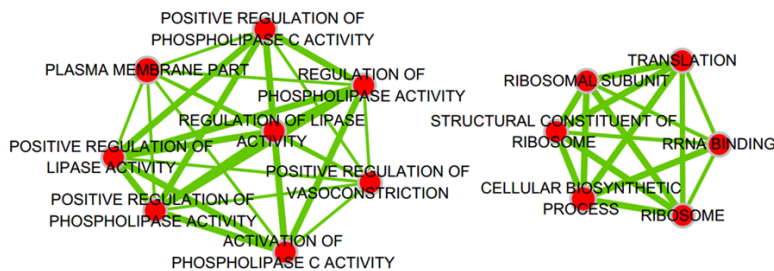 POSITIVE REGULATION OF
PHOSPHOLIPASE C ACTIVITY
PLASMA MEMBRANE PART
REGULATION OF
PHOSPHOLIPASE ACTIVITY
REGULATION OF LIPASE
ACTIVITY
POSITIVE REGULATION OF
LIPASE ACTIVITY
POSITIVE REGULATION OF
VASOCONSTRICTION
POSITIVE REGULATION OF
PHOSPHOLIPASE ACTIVITY
ACTIVATION OF
PHOSPHOLIPASE C ACTIVITY
TRANSLATION
RIBOSOMAL SUBUNIT
STRUCTURAL CONSTITUENT OF
RIBOSOME
RRNA BINDING
CELLULAR BIOSYNTHETIC
PROCESS
RIBOSOME